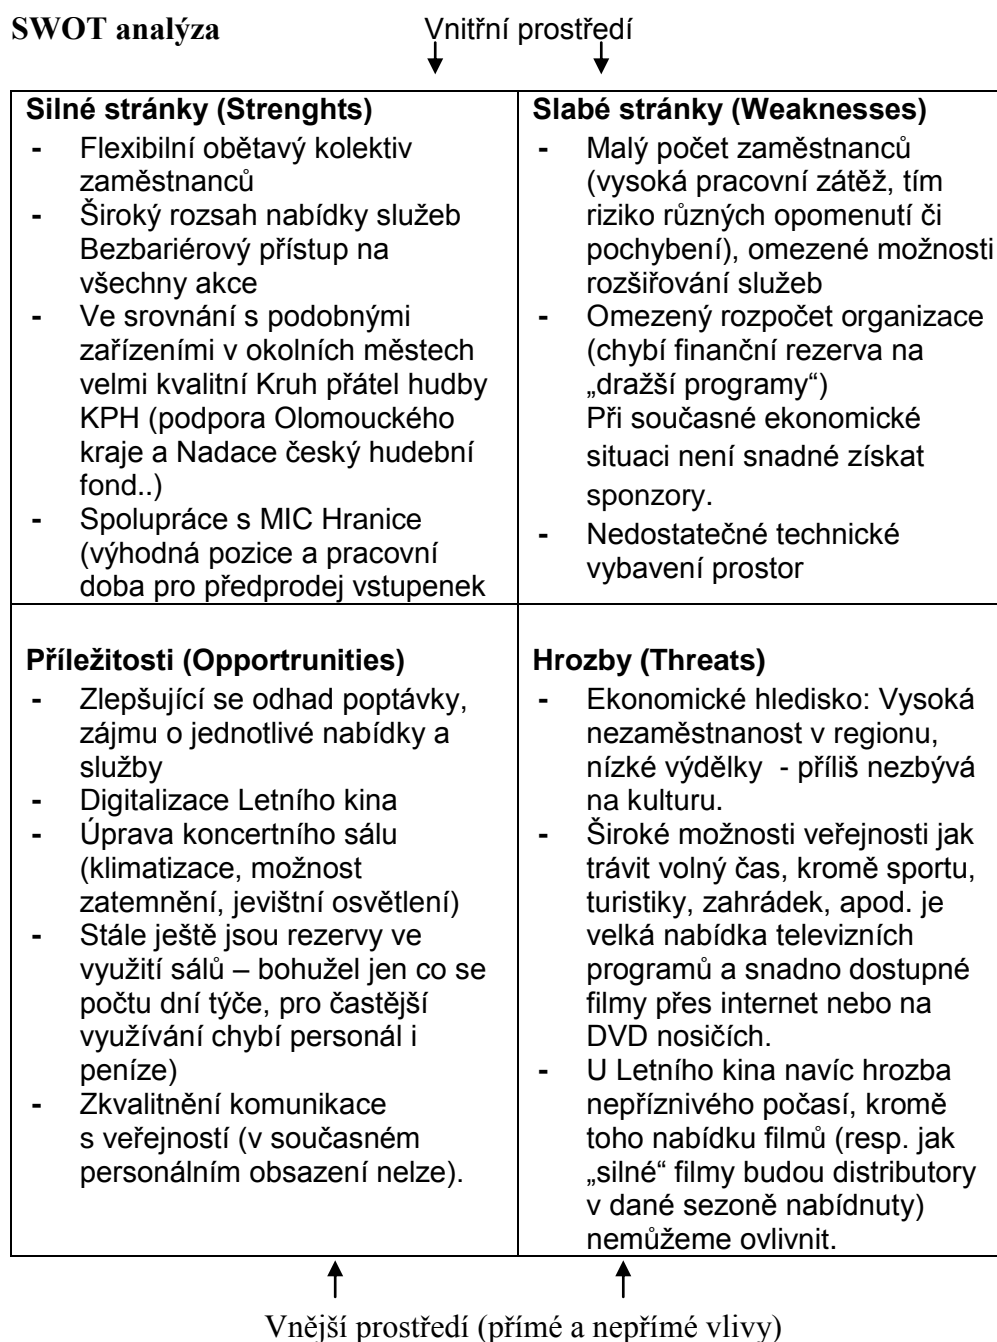 SWOT analýza
Vnitřní prostředí
Silné stránky (Strenghts)
- Flexibilní obětavý kolektiv
zaměstnanců
- Široký rozsah nabídky služeb
Bezbariérový přístup na
všechny akce
- Ve srovnání s podobnými
zařízeními v okolních městech
velmi kvalitní Kruh přátel hudby
KPH (podpora Olomouckého
kraje a Nadace český hudební
fond..)
- Spolupráce s MIC Hranice
(výhodná pozice a pracovní
doba pro předprodej vstupenek
Slabé stránky (Weaknesses)
- Malý počet zaměstnanců
(vysoká pracovní zátěž, tím
riziko různých opomenutí či
pochybení), omezené možnosti
rozšiřování služeb
- Omezený rozpočet organizace
(chybí finanční rezerva na
„dražší programy“)
Při současné ekonomické
situaci není snadné získat
sponzory.
- Nedostatečné technické
vybavení prostor
Příležitosti (Opportrunities)
- Zlepšující se odhad poptávky,
zájmu o jednotlivé nabídky a
služby
- Digitalizace Letního kina
- Úprava koncertního sálu
(klimatizace, možnost
zatemnění, jevištní osvětlení)
- Stále ještě jsou rezervy ve
využití sálů – bohužel jen co se
počtu dní týče, pro častější
využívání chybí personál i
peníze)
- Zkvalitnění komunikace
s veřejností (v současném
personálním obsazení nelze).
Hrozby (Threats)
- Ekonomické hledisko: Vysoká
nezaměstnanost v regionu,
nízké výdělky - příliš nezbývá
na kulturu.
- Široké možnosti veřejnosti jak
trávit volný čas, kromě sportu,
turistiky, zahrádek, apod. je
velká nabídka televizních
programů a snadno dostupné
filmy přes internet nebo na
DVD nosičích.
- U Letního kina navíc hrozba
nepříznivého počasí, kromě
toho nabídku filmů (resp. jak
„silné“ filmy budou distributory
v dané sezoně nabídnuty)
nemůžeme ovlivnit.
Vnější prostředí (přímé a nepřímé vlivy)